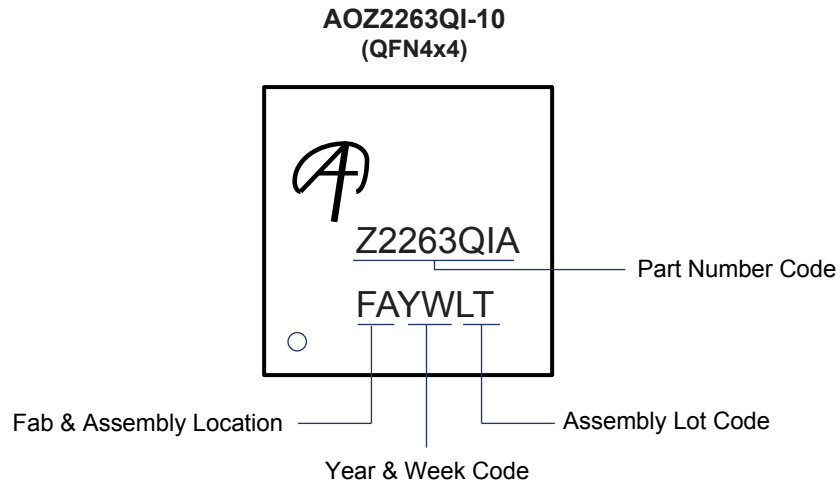 AOZ2263QI-10
(QFN4x4)
Z2263QIA
Part Number Code
FAYWLT
Fab & Assembly Location
Assembly Lot Code
Year & Week Code